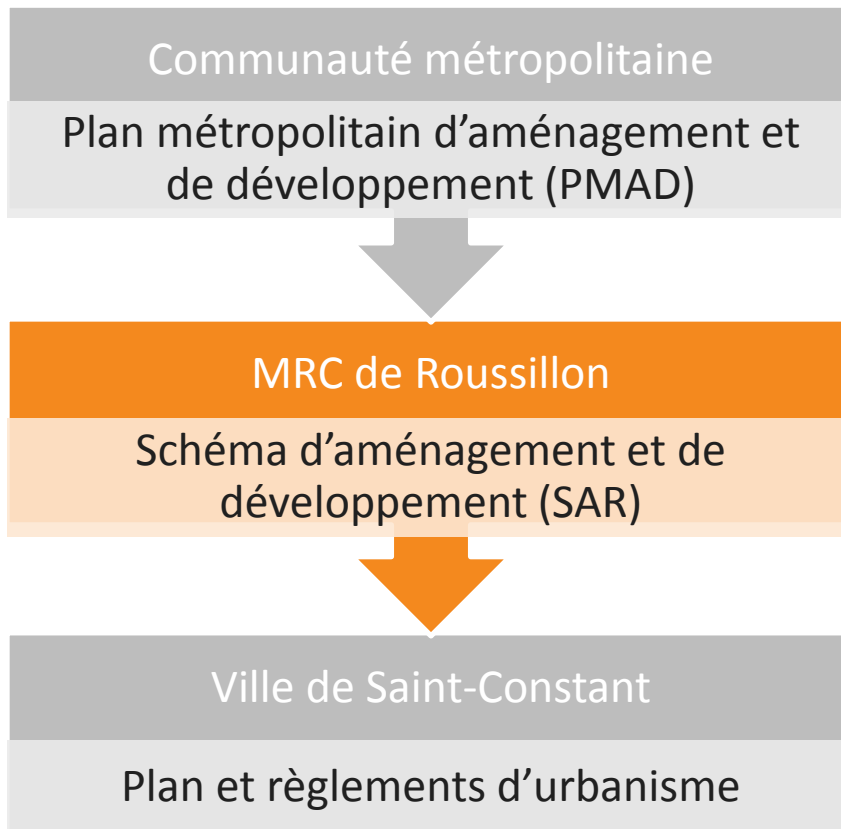 Communauté métropolitaine
Plan métropolitain d’aménagement et
de développement (PMAD)
MRC de Roussillon
Schéma d’aménagement et de
développement (SAR)
Ville de Saint-Constant
Plan et règlements d’urbanisme